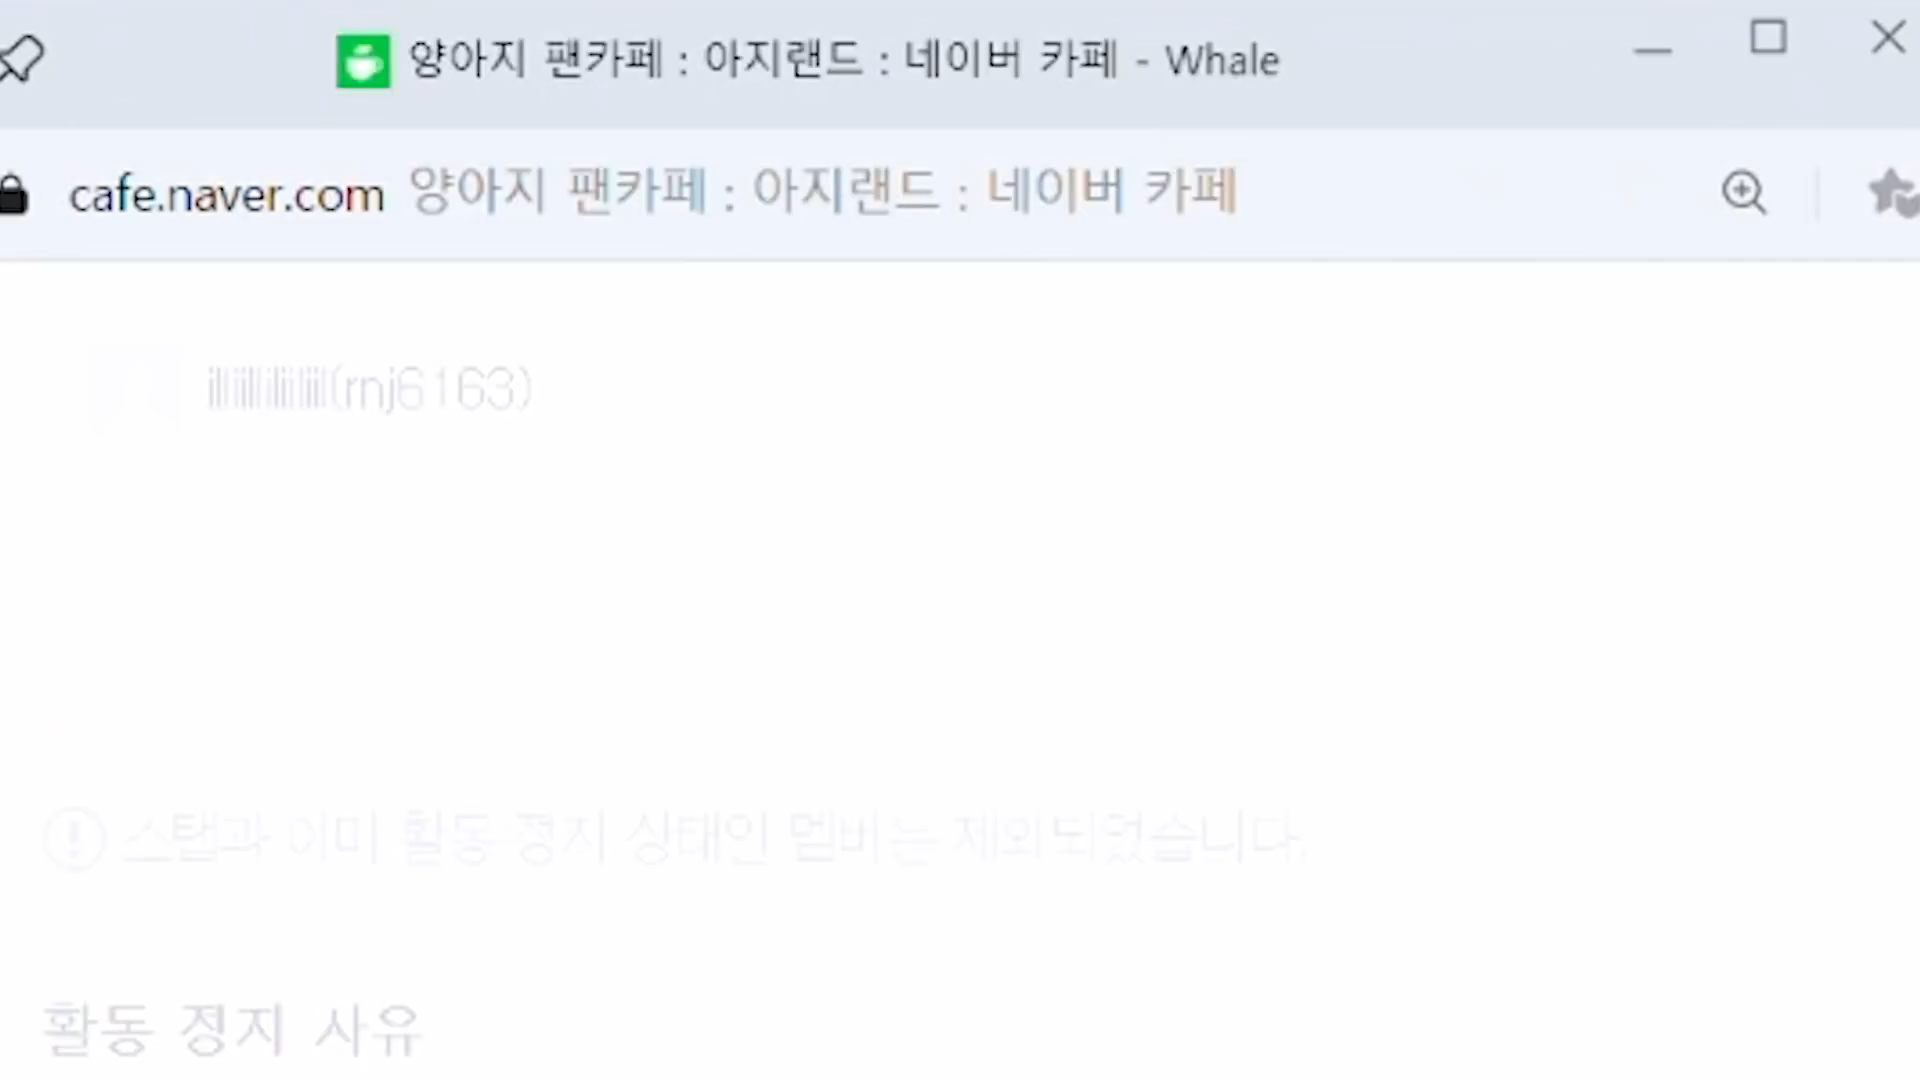 양아지 팬카페 : 아지랜드 : 네이버 카페 - Whale
cafe.naver.com 양아지 팬카페 : 아지랜드 : 네이버 카페
(rnj6163)
스탭과 이미 활동 정지 상태인 멤버는 제외되었습니다.
활동 정지 사유